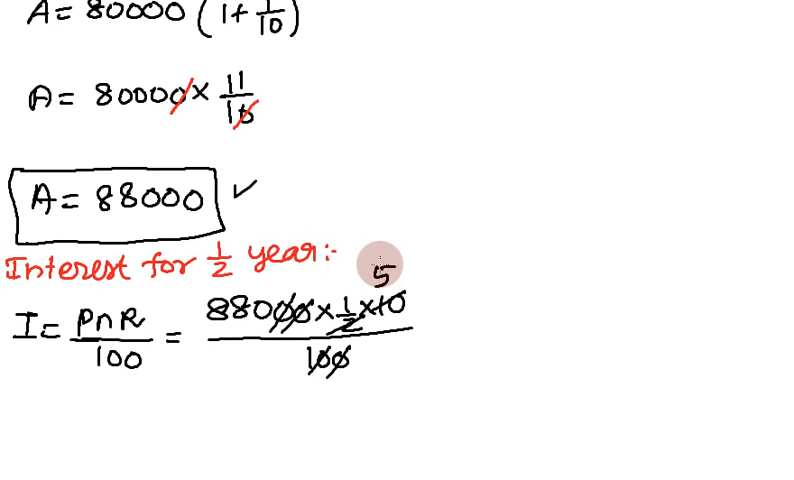 A = 80000 (1 + 1/10)
A = 80000 × 11/10
A = 88000 ✓
Interest for 1/2 year :-
5
I = PnR/100 = 88000 × 1/2 × 10/100